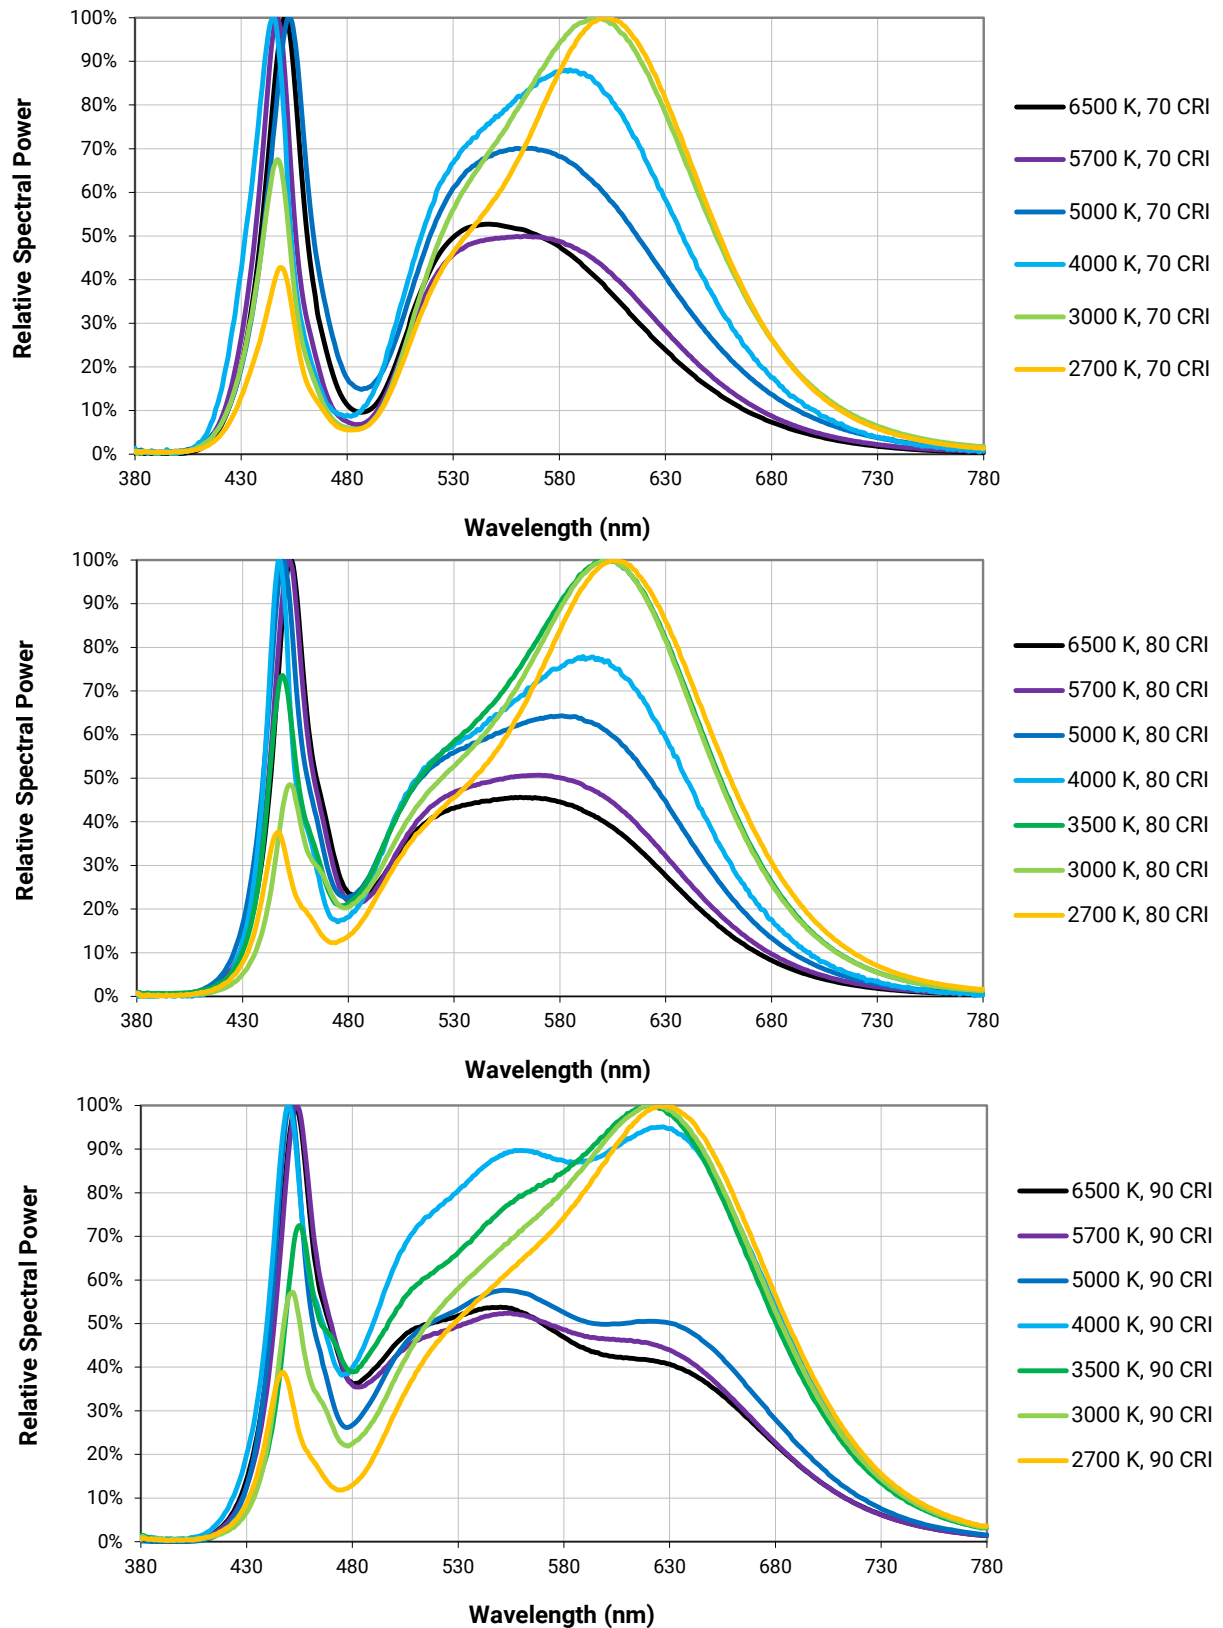 100%
90%
80%
70%
60%
50%
40%
30%
20%
10%
0%
Relative Spectral Power
380 430 480 530 580 630 680 730 780
Wavelength (nm)
6500 K, 70 CRI
5700 K, 70 CRI
5000 K, 70 CRI
4000 K, 70 CRI
3000 K, 70 CRI
2700 K, 70 CRI
100%
90%
80%
70%
60%
50%
40%
30%
20%
10%
0%
Relative Spectral Power
380 430 480 530 580 630 680 730 780
Wavelength (nm)
6500 K, 80 CRI
5700 K, 80 CRI
5000 K, 80 CRI
4000 K, 80 CRI
3500 K, 80 CRI
3000 K, 80 CRI
2700 K, 80 CRI
100%
90%
80%
70%
60%
50%
40%
30%
20%
10%
0%
Relative Spectral Power
380 430 480 530 580 630 680 730 780
Wavelength (nm)
6500 K, 90 CRI
5700 K, 90 CRI
5000 K, 90 CRI
4000 K, 90 CRI
3500 K, 90 CRI
3000 K, 90 CRI
2700 K, 90 CRI